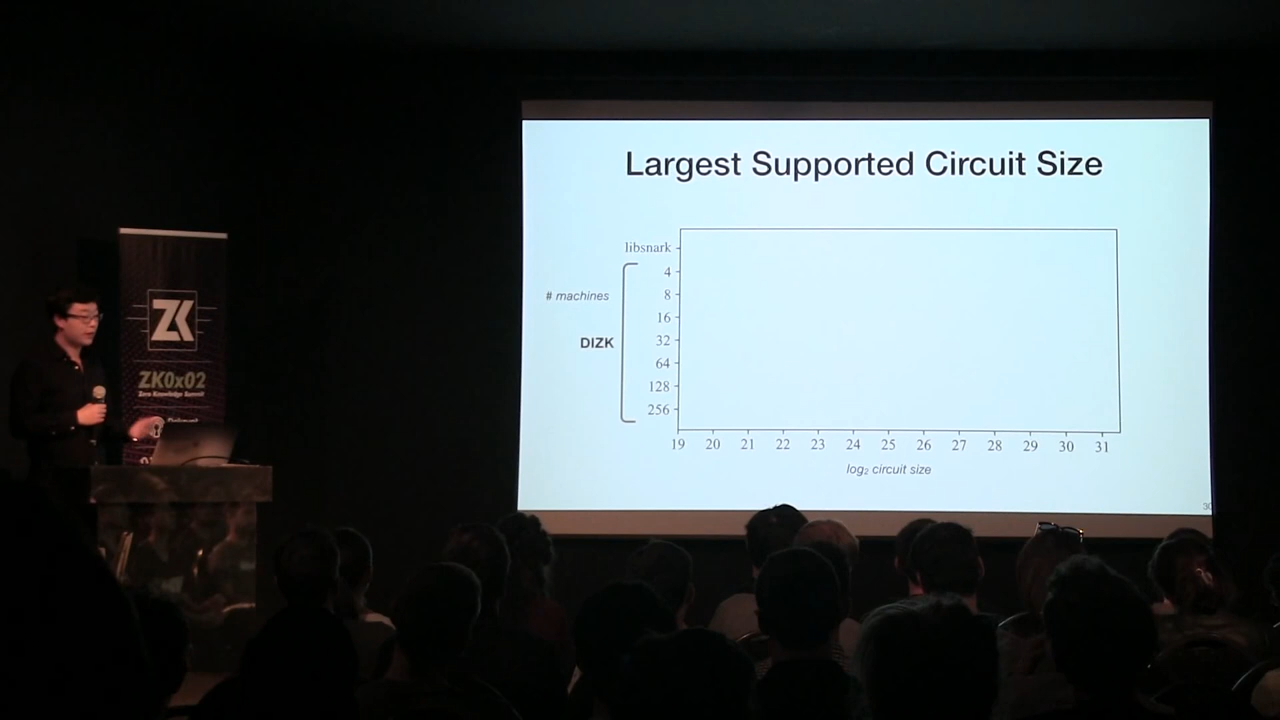 Largest Supported Circuit Size
libsnark
4
# machines
8
16
DIZK
32
64
128
256
19 20 21 22 23 24 25 26 27 28 29 30 31
log₂ circuit size
ZK
ZK0x02
Zero Knowledge Summit